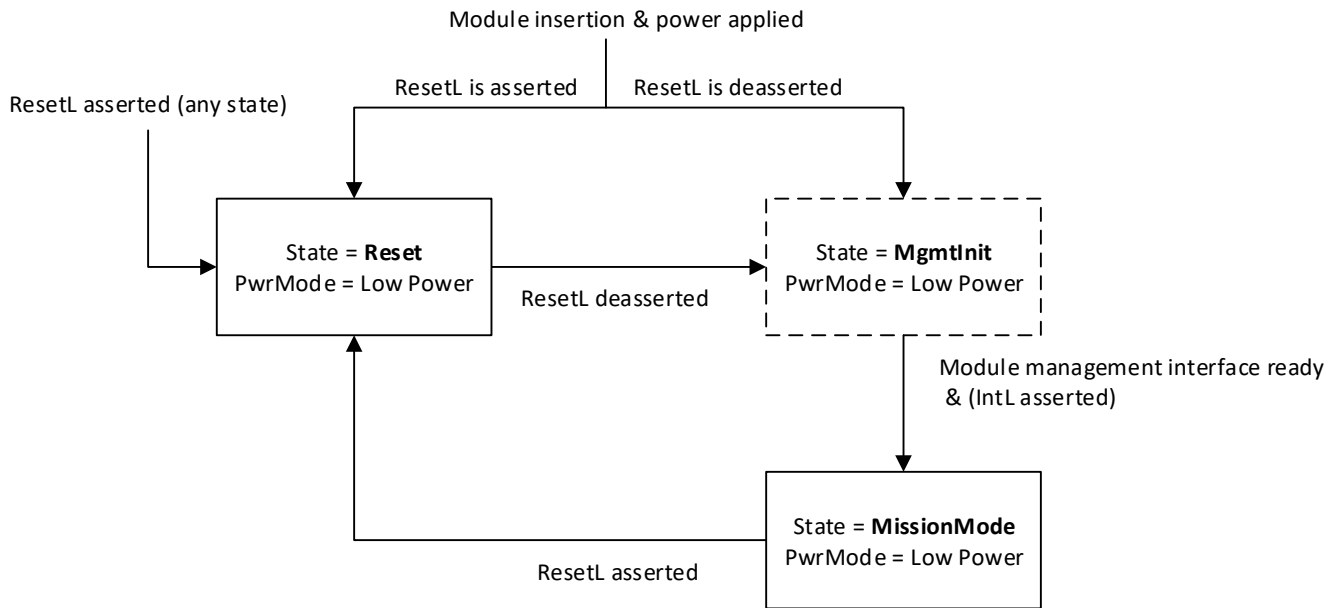 Module insertion & power applied
ResetL is asserted
ResetL is deasserted
ResetL asserted (any state)
State = Reset
PwrMode = Low Power
ResetL deasserted
State = MgmtInit
PwrMode = Low Power
Module management interface ready
& (IntL asserted)
State = MissionMode
PwrMode = Low Power
ResetL asserted